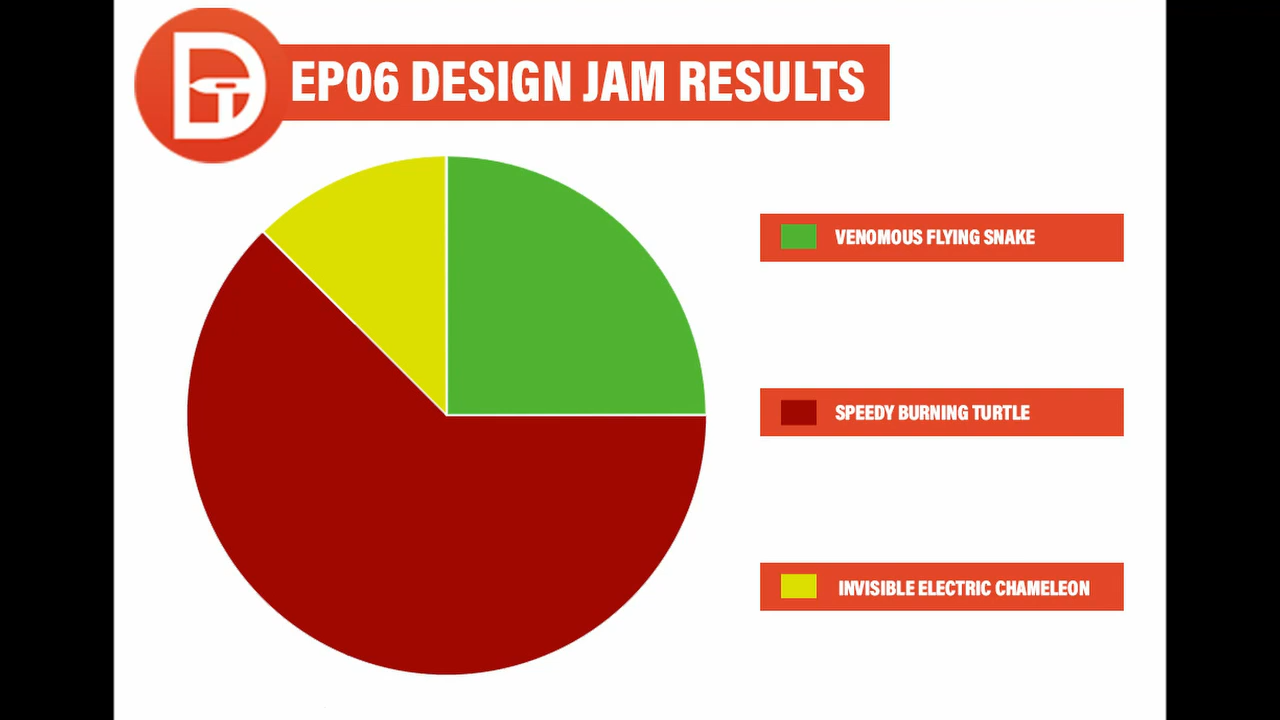 EP06 DESIGN JAM RESULTS
VENOMOUS FLYING SNAKE
SPEEDY BURNING TURTLE
INVISIBLE ELECTRIC CHAMELEON